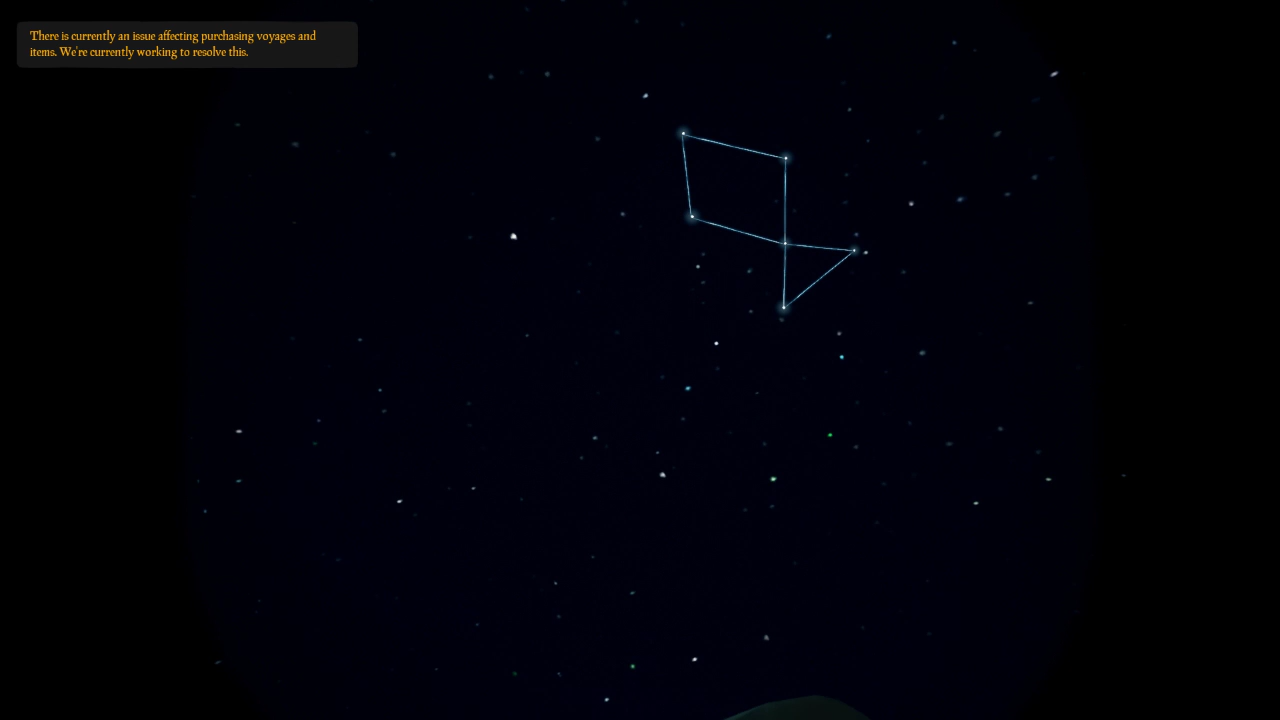 There is currently an issue affecting purchasing voyages and
items. We're currently working to resolve this.